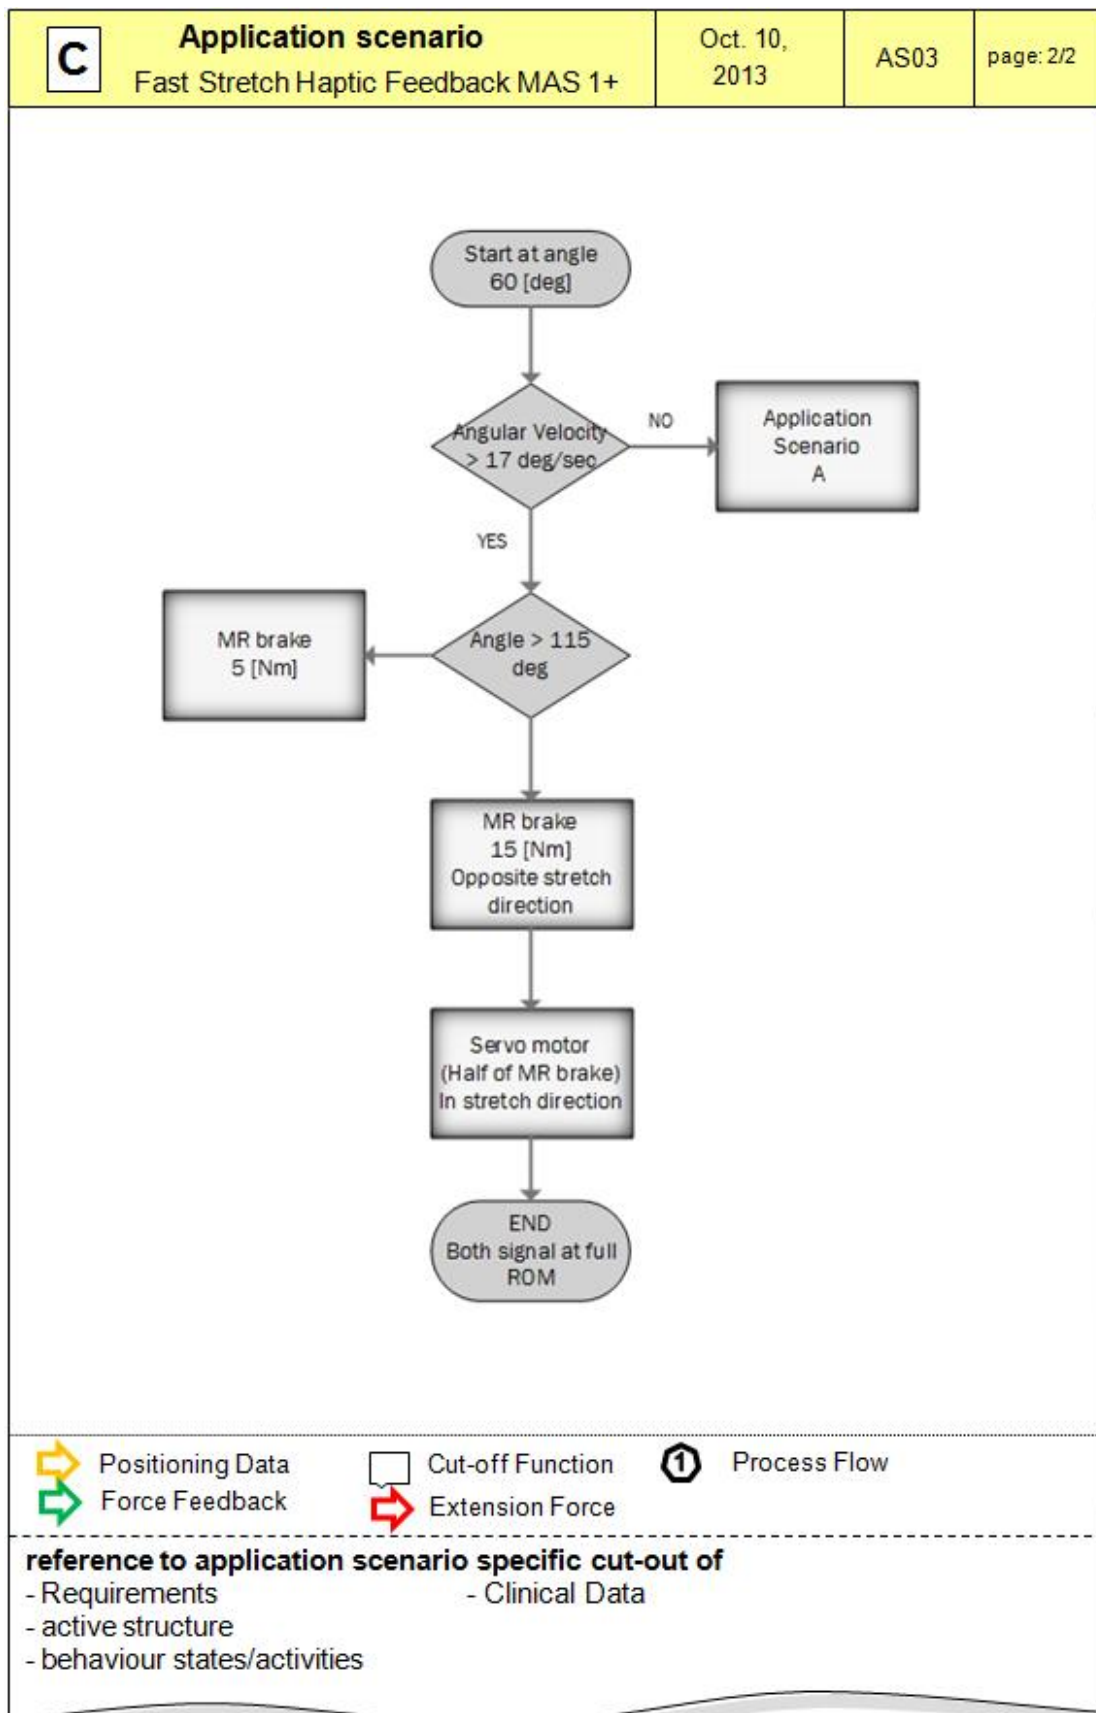 C
Application scenario
Fast Stretch Haptic Feedback MAS 1+
Oct. 10,
2013
AS03
page: 2/2
Start at angle
60 [deg]
Angular Velocity
> 17 deg/sec
NO
Application
Scenario
A
YES
Angle > 115
deg
MR brake
5 [Nm]
MR brake
15 [Nm]
Opposite stretch
direction
Servo motor
(Half of MR brake)
In stretch direction
END
Both signal at full
ROM
Positioning Data
Cut-off Function
1 Process Flow
Force Feedback
Extension Force
reference to application scenario specific cut-out of
- Requirements
- Clinical Data
- active structure
- behaviour states/activities